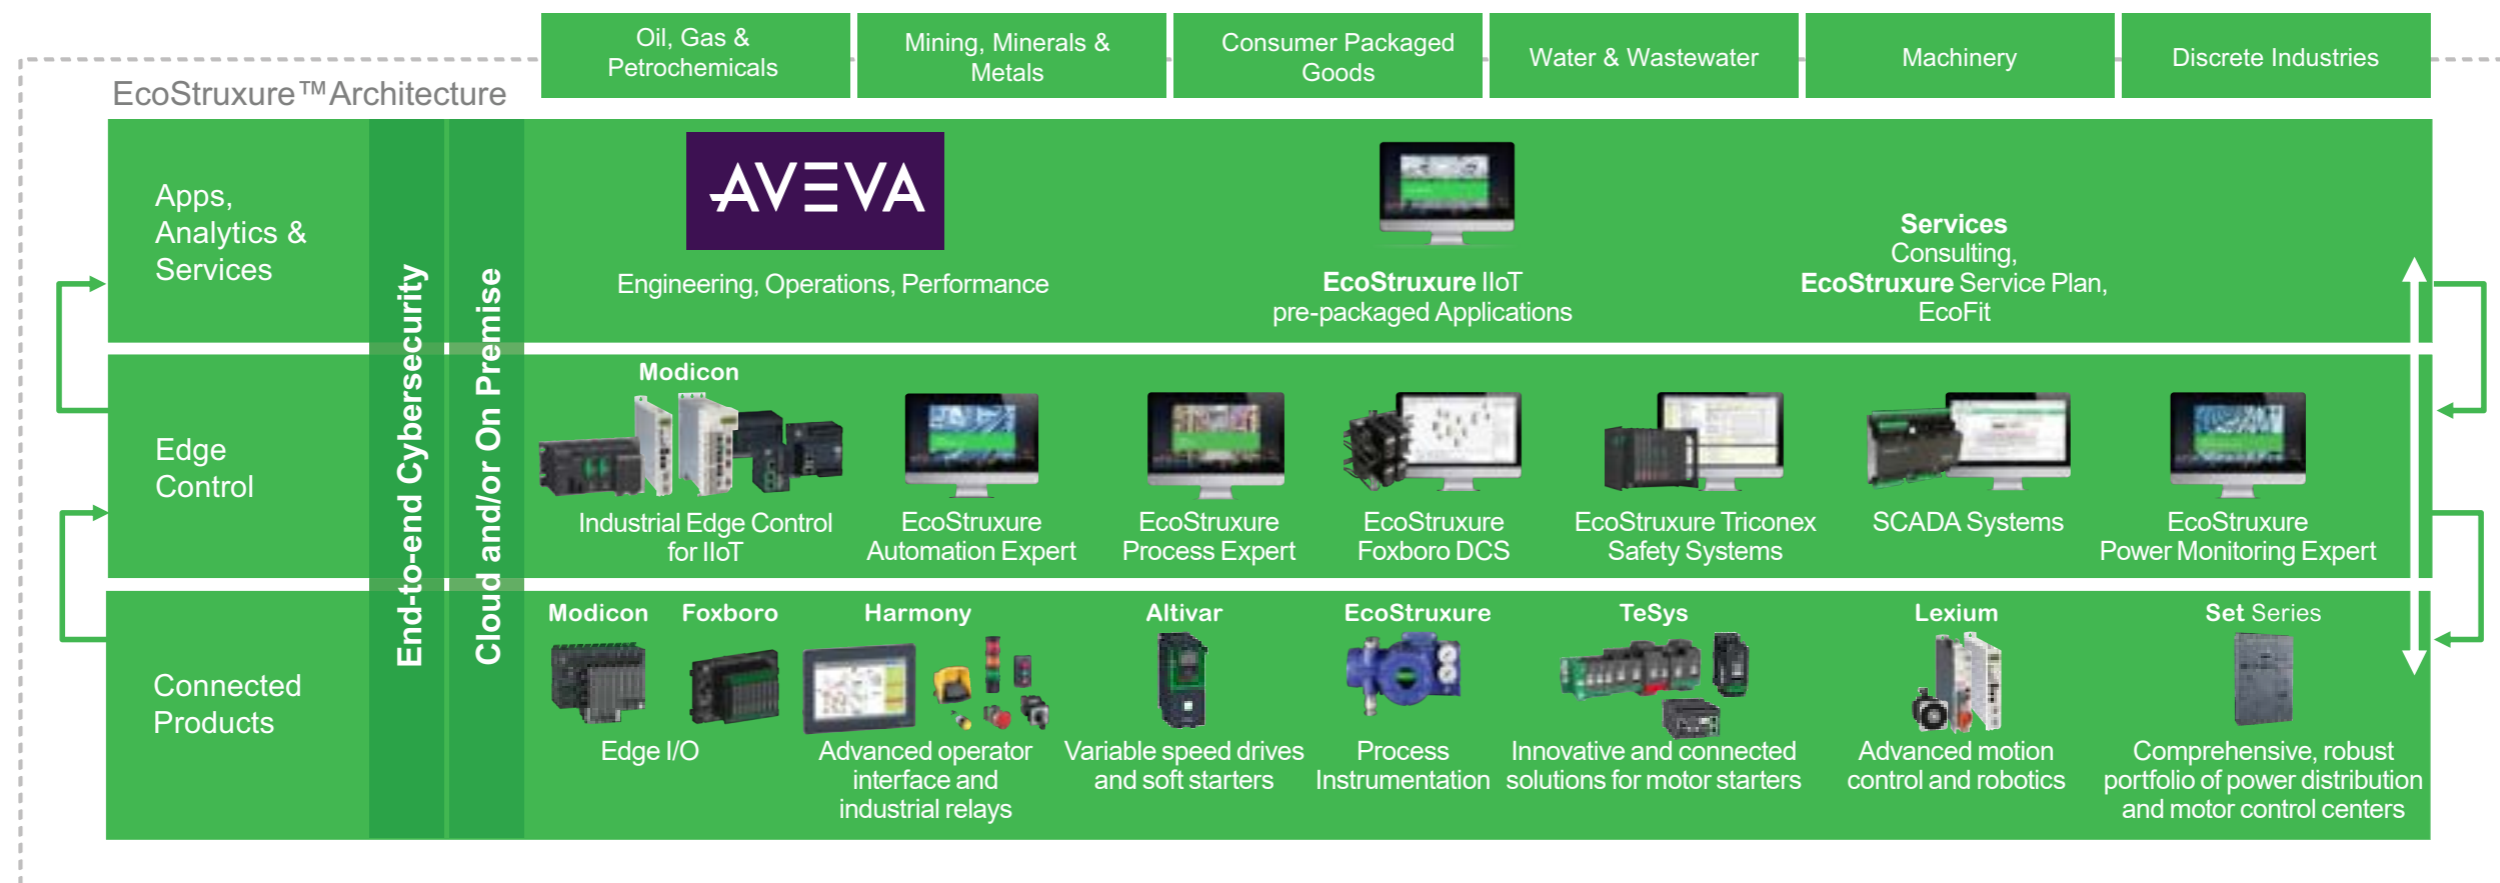 Oil, Gas &
Petrochemicals
Mining, Minerals &
Metals
Consumer Packaged
Goods
Water & Wastewater
Machinery
Discrete Industries
EcoStruxure™Architecture
Apps,
Analytics &
Services
End-to-end Cybersecurity
Cloud and/or On Premise
AVEVA
Engineering, Operations, Performance
EcoStruxure IIoT
pre-packaged Applications
Services
Consulting,
EcoStruxure Service Plan,
EcoFit
Edge
Control
Modicon
Industrial Edge Control
for IIoT
EcoStruxure
Automation Expert
EcoStruxure
Process Expert
EcoStruxure
Foxboro DCS
EcoStruxure Triconex
Safety Systems
SCADA Systems
EcoStruxure
Power Monitoring Expert
Connected
Products
Modicon
Foxboro
Edge I/O
Harmony
Advanced operator
interface and
industrial relays
Altivar
Variable speed drives
and soft starters
EcoStruxure
Process
Instrumentation
TeSys
Innovative and connected
solutions for motor starters
Lexium
Advanced motion
control and robotics
Set Series
Comprehensive, robust
portfolio of power distribution
and motor control centers